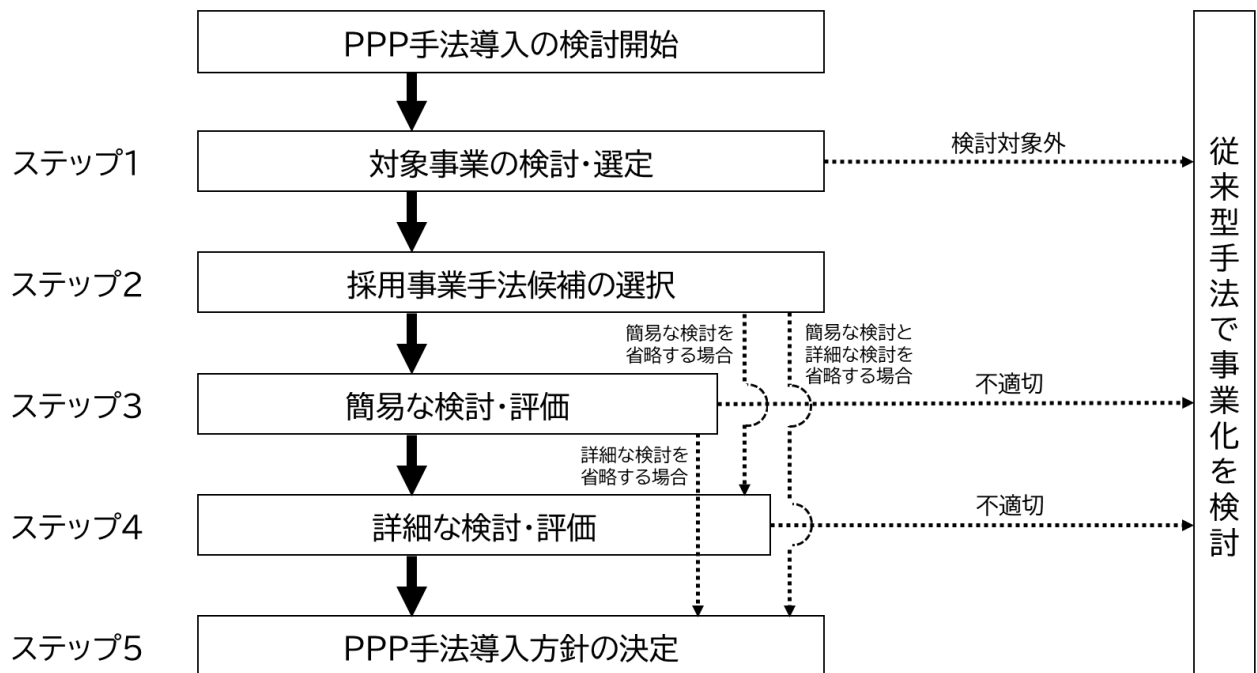 PPP手法導入の検討開始
ステップ1
対象事業の検討・選定
検討対象外
ステップ2
採用事業手法候補の選択
簡易な検討を
省略する場合
簡易な検討と
詳細な検討を
省略する場合
ステップ3
簡易な検討・評価
不適切
詳細な検討を
省略する場合
ステップ4
詳細な検討・評価
不適切
ステップ5
PPP手法導入方針の決定
従来型手法で事業化を検討